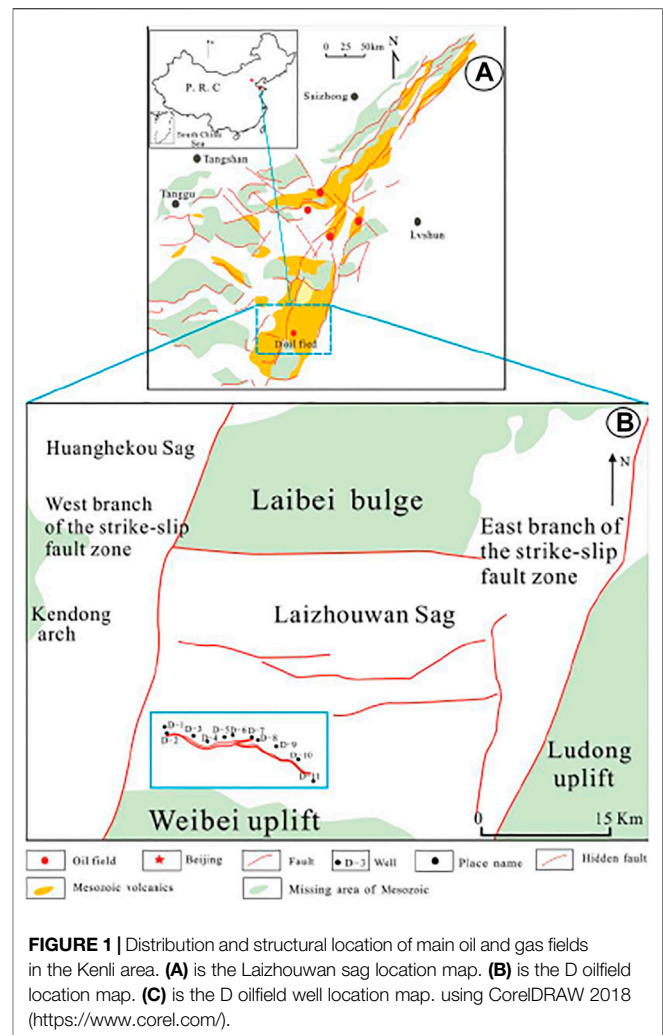 0 25 50km
N
A
P. R. C
South China
Sea
Saizhong
Tangshan
Tanggu
Lvshun
D oil fied
B
Huanghekou Sag
N
West branch
of the strike-slip
fault zone
Laibei bulge
East branch of
the strike-slip
fault zone
Kendong
arch
Laizhouwan Sag
D-1
D-2
D-3
D-4
D-5
D-6
D-7
D-8
D-9
D-10
D-11
Ludong
uplift
Weibei uplift
0 15 Km
Oil field
Beijing
Fault
D-3 Well
Place name
Hidden fault
Mesozoic volcanics
Missing area of Mesozoic
FIGURE 1 | Distribution and structural location of main oil and gas fields
in the Kenli area. (A) is the Laizhouwan sag location map. (B) is the D oilfield
location map. (C) is the D oilfield well location map. using CorelDRAW 2018
(https://www.corel.com/).